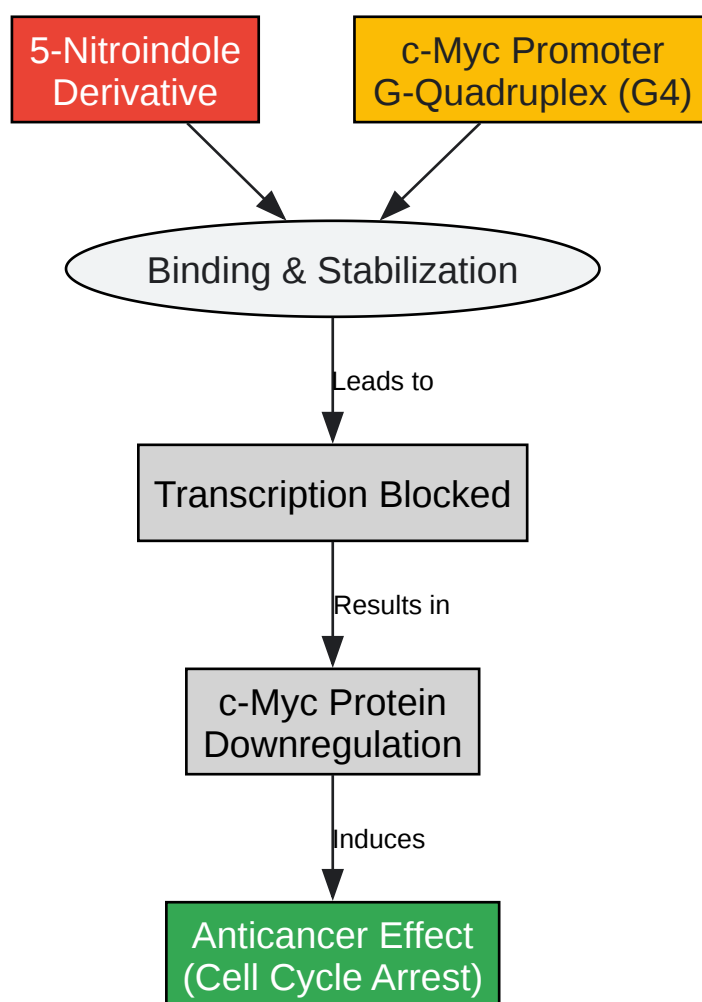 5-Nitroindole
Derivative
c-Myc Promoter
G-Quadruplex (G4)
Binding & Stabilization
Leads to
Transcription Blocked
Results in
c-Myc Protein
Downregulation
Induces
Anticancer Effect
(Cell Cycle Arrest)